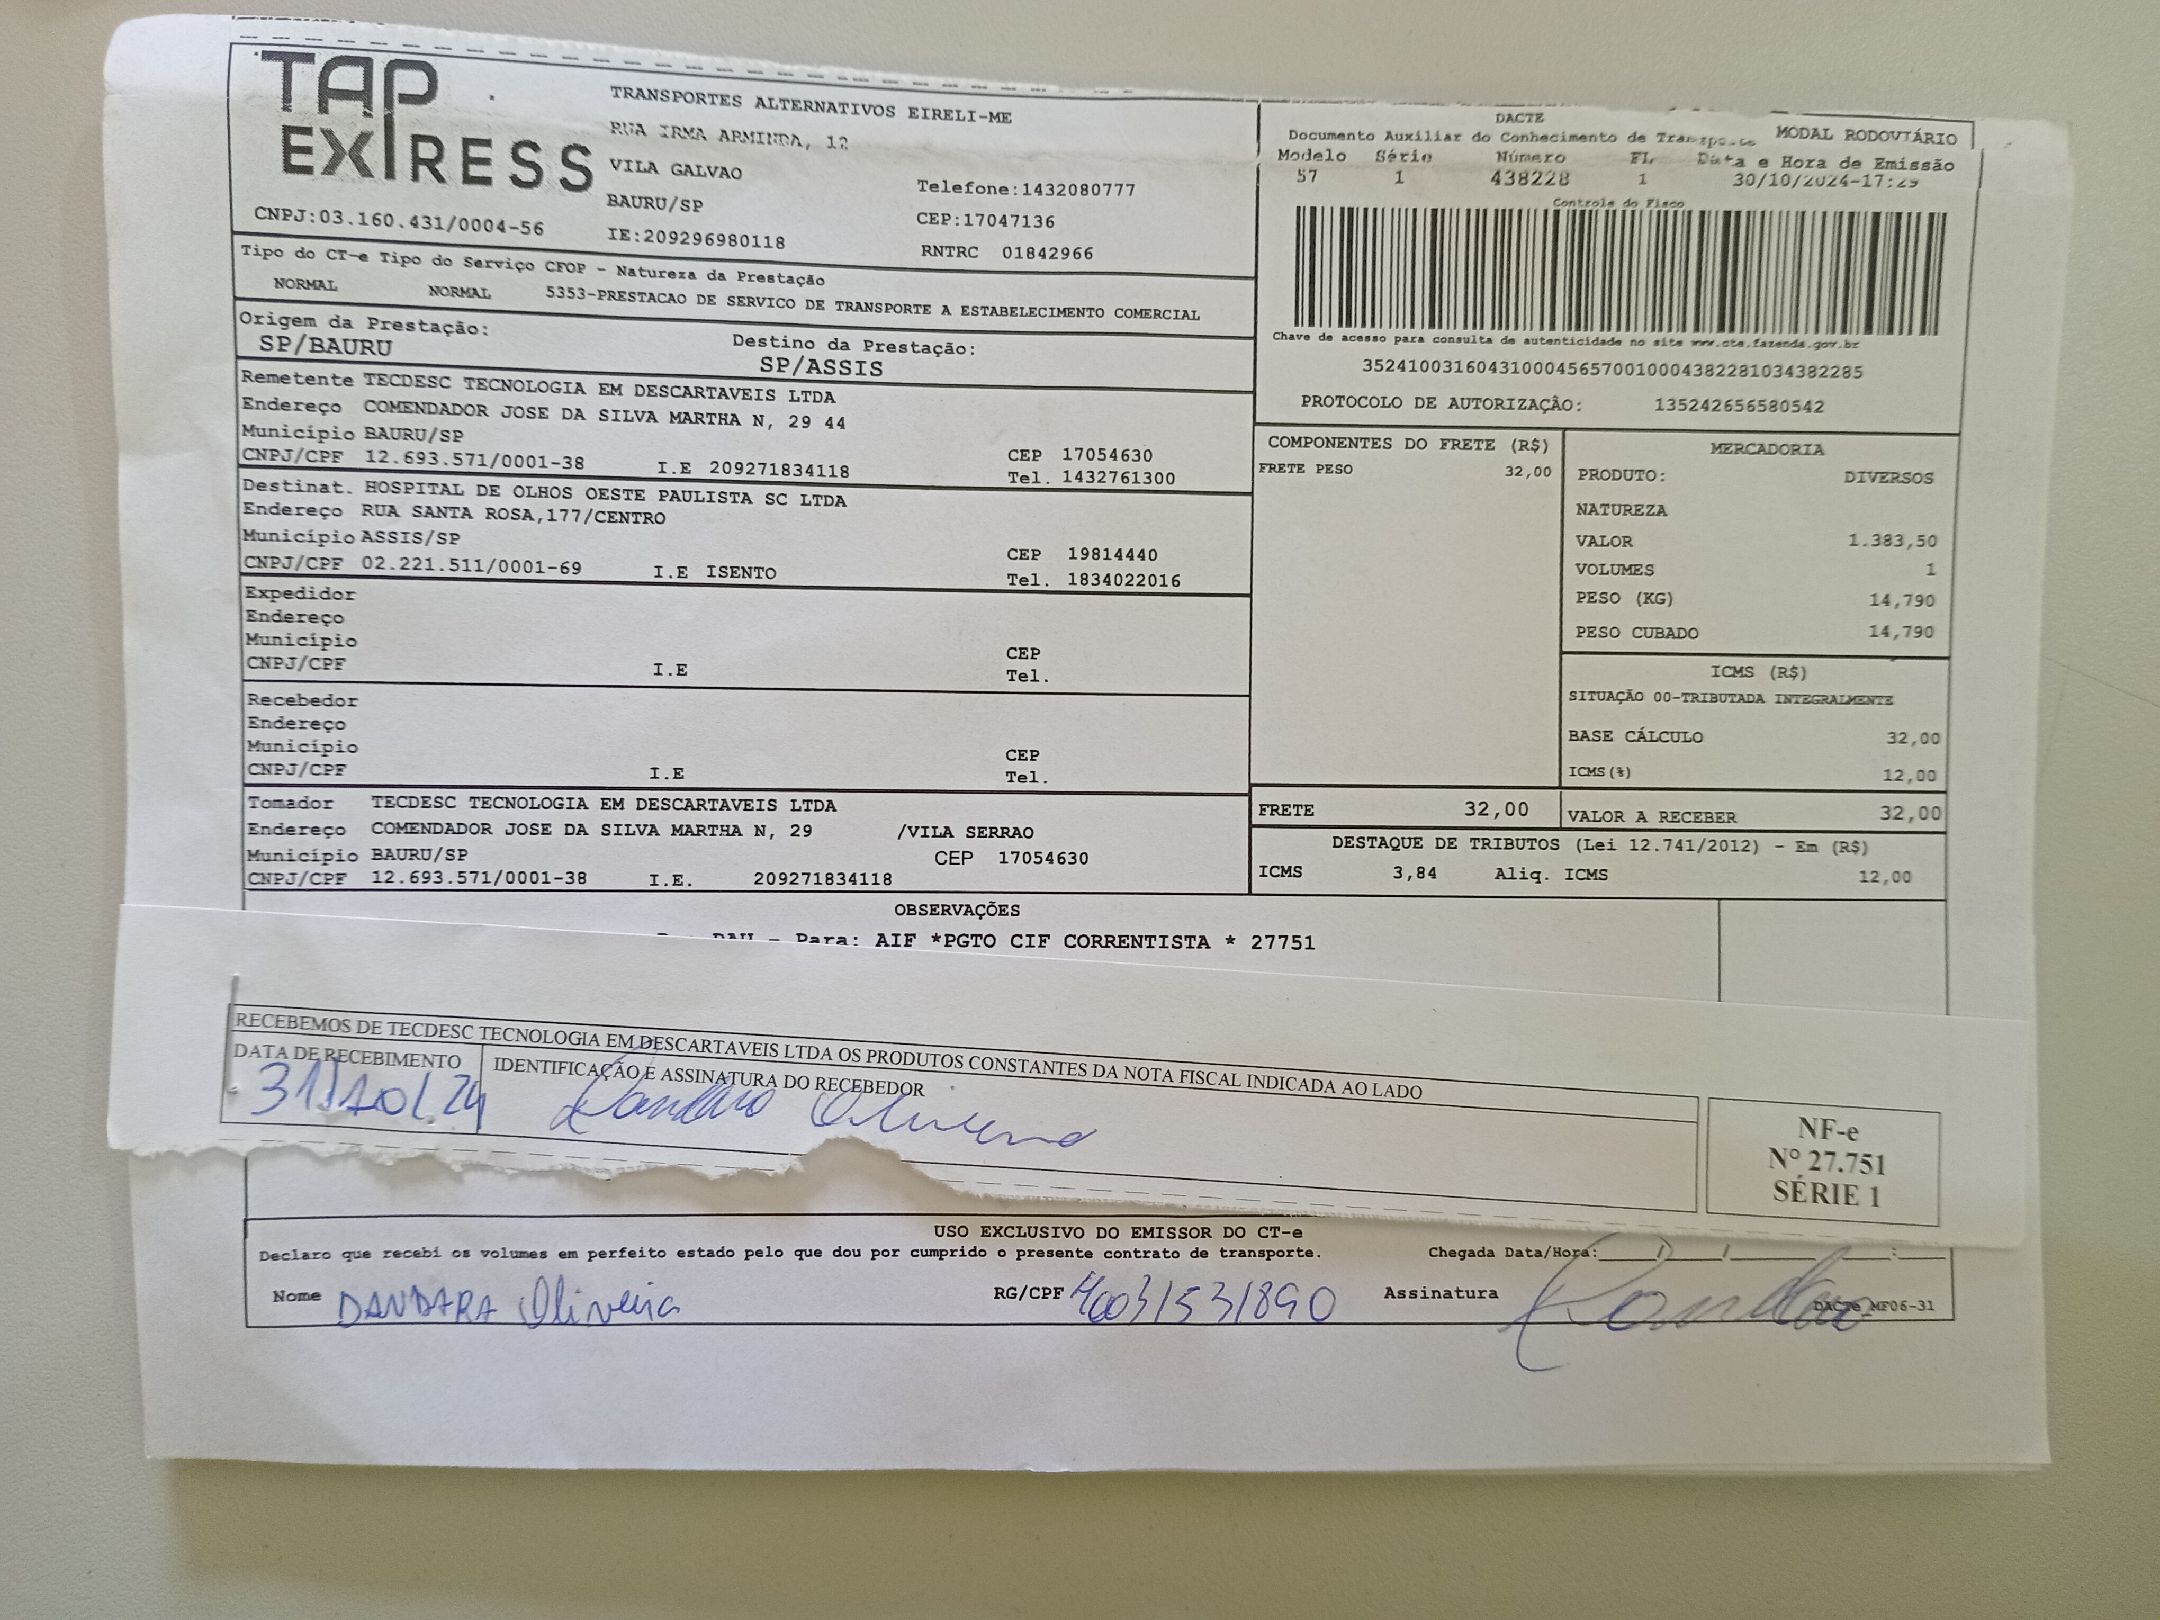 TAP
EXPRESS
CNPJ:03.160.431/0004-56
TRANSPORTES ALTERNATIVOS EIRELI-ME
RUA IRMA ARMINDA, 12
VILA GALVAO
BAURU/SP
IE:209296980118
Telefone:1432080777
CEP:17047136
RNTRC 01842966
DACTE
Documento Auxiliar do Conhecimento de Transporte MODAL RODOVIÁRIO
Modelo Série Número FL Data e Hora de Emissão
57 1 438228 1 30/10/2024-17:29
Controle do Fisco
Chave de acesso para consulta de autenticidade no site www.cte.fazenda.gov.br
35241003160431000456570010004382281034382285
PROTOCOLO DE AUTORIZAÇÃO: 135242656580542
Tipo do CT-e Tipo do Serviço CFOP - Natureza da Prestação
NORMAL NORMAL 5353-PRESTACAO DE SERVICO DE TRANSPORTE A ESTABELECIMENTO COMERCIAL
Origem da Prestação: Destino da Prestação:
SP/BAURU SP/ASSIS
Remetente TECDESC TECNOLOGIA EM DESCARTAVEIS LTDA
Endereço COMENDADOR JOSE DA SILVA MARTHA N, 29 44
Município BAURU/SP CEP 17054630
CNPJ/CPF 12.693.571/0001-38 I.E 209271834118 Tel. 1432761300
Destinat. HOSPITAL DE OLHOS OESTE PAULISTA SC LTDA
Endereço RUA SANTA ROSA,177/CENTRO
Município ASSIS/SP CEP 19814440
CNPJ/CPF 02.221.511/0001-69 I.E ISENTO Tel. 1834022016
Expedidor
Endereço
Município CEP
CNPJ/CPF I.E Tel.
Recebedor
Endereço
Município CEP
CNPJ/CPF I.E Tel.
Tomador TECDESC TECNOLOGIA EM DESCARTAVEIS LTDA
Endereço COMENDADOR JOSE DA SILVA MARTHA N, 29 /VILA SERRAO
Município BAURU/SP CEP 17054630
CNPJ/CPF 12.693.571/0001-38 I.E. 209271834118
COMPONENTES DO FRETE (R$)
FRETE PESO 32,00
MERCADORIA
PRODUTO: DIVERSOS
NATUREZA
VALOR 1.383,50
VOLUMES 1
PESO (KG) 14,790
PESO CUBADO 14,790
ICMS (R$)
SITUAÇÃO 00-TRIBUTADA INTEGRALMENTE
BASE CÁLCULO 32,00
ICMS(%) 12,00
FRETE 32,00 VALOR A RECEBER 32,00
DESTAQUE DE TRIBUTOS (Lei 12.741/2012) - Em (R$)
ICMS 3,84 Aliq. ICMS 12,00
OBSERVAÇÕES
- Para: AIF *PGTO CIF CORRENTISTA * 27751
RECEBEMOS DE TECDESC TECNOLOGIA EM DESCARTAVEIS LTDA OS PRODUTOS CONSTANTES DA NOTA FISCAL INDICADA AO LADO
DATA DE RECEBIMENTO IDENTIFICAÇÃO E ASSINATURA DO RECEBEDOR
31/10/24 Dandara Oliveira
NF-e
Nº 27.751
SÉRIE 1
USO EXCLUSIVO DO EMISSOR DO CT-e
Declaro que recebi os volumes em perfeito estado pelo que dou por cumprido o presente contrato de transporte. Chegada Data/Hora:___/___/___ __:__
Nome DANDARA Oliveira RG/CPF 40031531890 Assinatura Dandara
DACTe_MF06-31